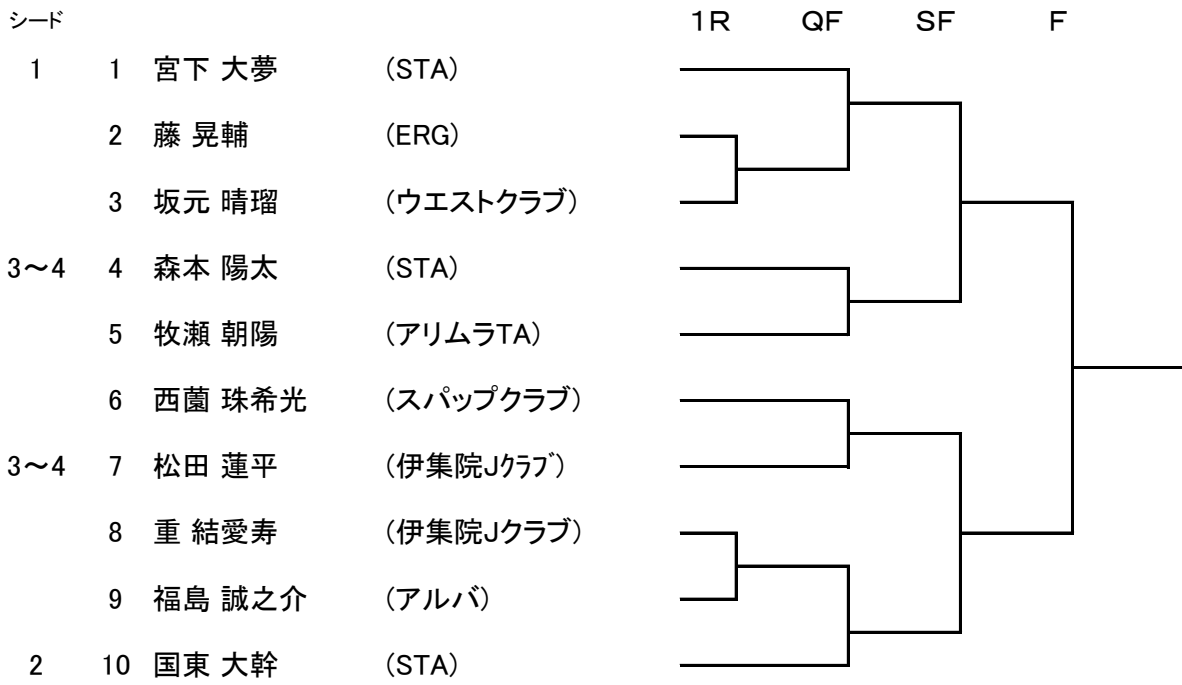 シード 1R QF SF F
1 1 宮下 大夢 (STA)
2 藤 晃輔 (ERG)
3 坂元 晴瑠 (ウエストクラブ)
3～4 4 森本 陽太 (STA)
5 牧瀬 朝陽 (アリムラTA)
6 西薗 珠希光 (スパップクラブ)
3～4 7 松田 蓮平 (伊集院Jｸﾗﾌﾞ)
8 重 結愛寿 (伊集院Jクラブ)
9 福島 誠之介 (アルバ)
2 10 国東 大幹 (STA)